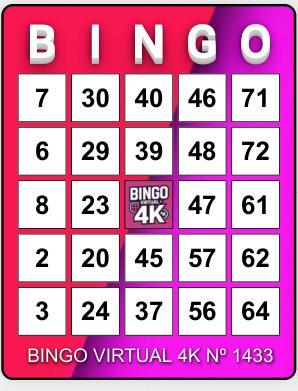 B I N G O
7 30 40 46 71
6 29 39 48 72
8 23 BINGO VIRTUAL 4K 47 61
2 20 45 57 62
3 24 37 56 64
BINGO VIRTUAL 4K Nº 1433